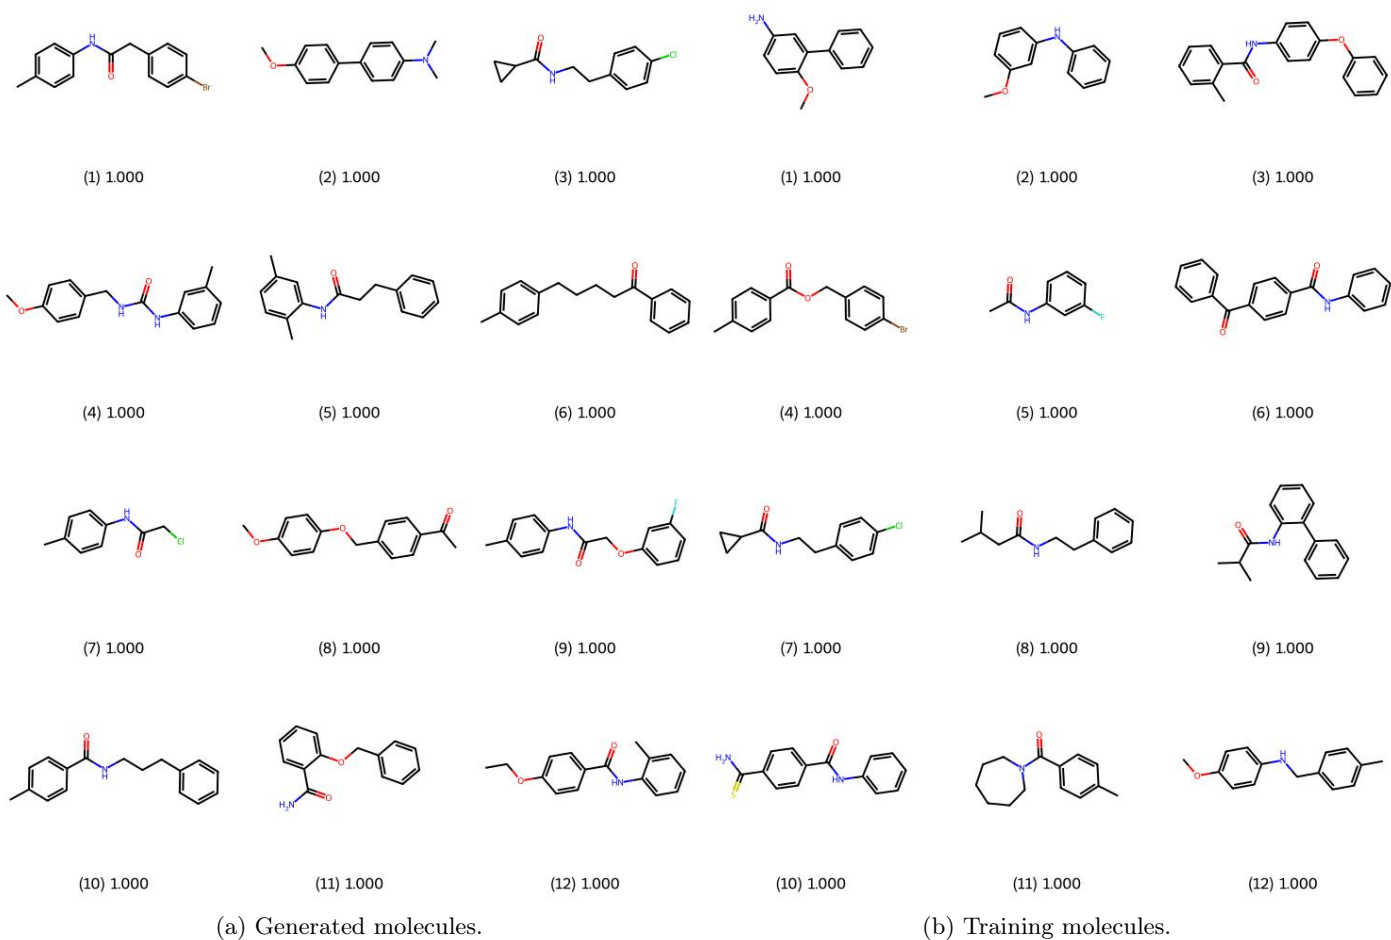 (1) 1.000 (2) 1.000 (3) 1.000 (1) 1.000 (2) 1.000 (3) 1.000
(4) 1.000 (5) 1.000 (6) 1.000 (4) 1.000 (5) 1.000 (6) 1.000
(7) 1.000 (8) 1.000 (9) 1.000 (7) 1.000 (8) 1.000 (9) 1.000
(10) 1.000 (11) 1.000 (12) 1.000 (10) 1.000 (11) 1.000 (12) 1.000
(a) Generated molecules. (b) Training molecules.